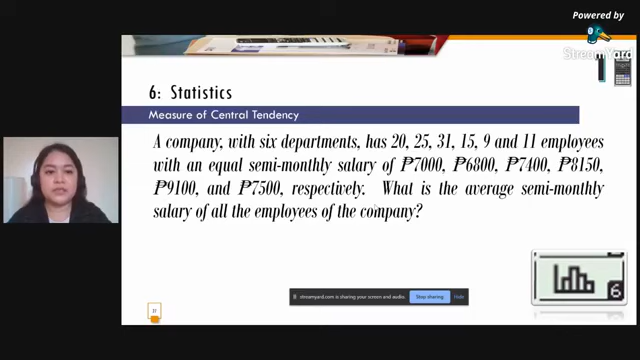 Powered by
StreamYard
6: Statistics
Measure of Central Tendency
A company, with six departments, has 20, 25, 31, 15, 9 and 11 employees
with an equal semi-monthly salary of ₱7000, ₱6800, ₱7400, ₱8150,
₱9100, and ₱7500, respectively. What is the average semi-monthly
salary of all the employees of the company?
streamyard.com is sharing your screen and audio.
Stop sharing
Hide
6
37